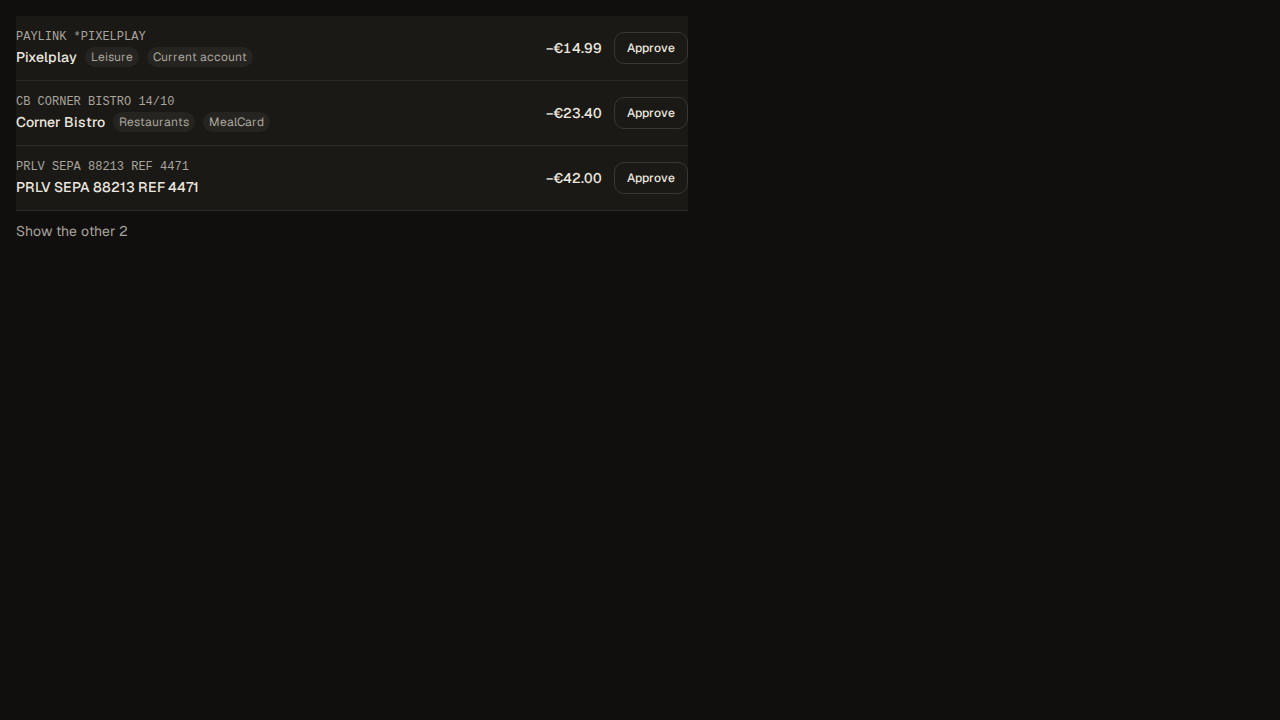 PAYLINK *PIXELPLAY
Pixelplay Leisure Current account −€14.99 Approve
CB CORNER BISTRO 14/10
Corner Bistro Restaurants MealCard −€23.40 Approve
PRLV SEPA 88213 REF 4471
PRLV SEPA 88213 REF 4471 −€42.00 Approve
Show the other 2